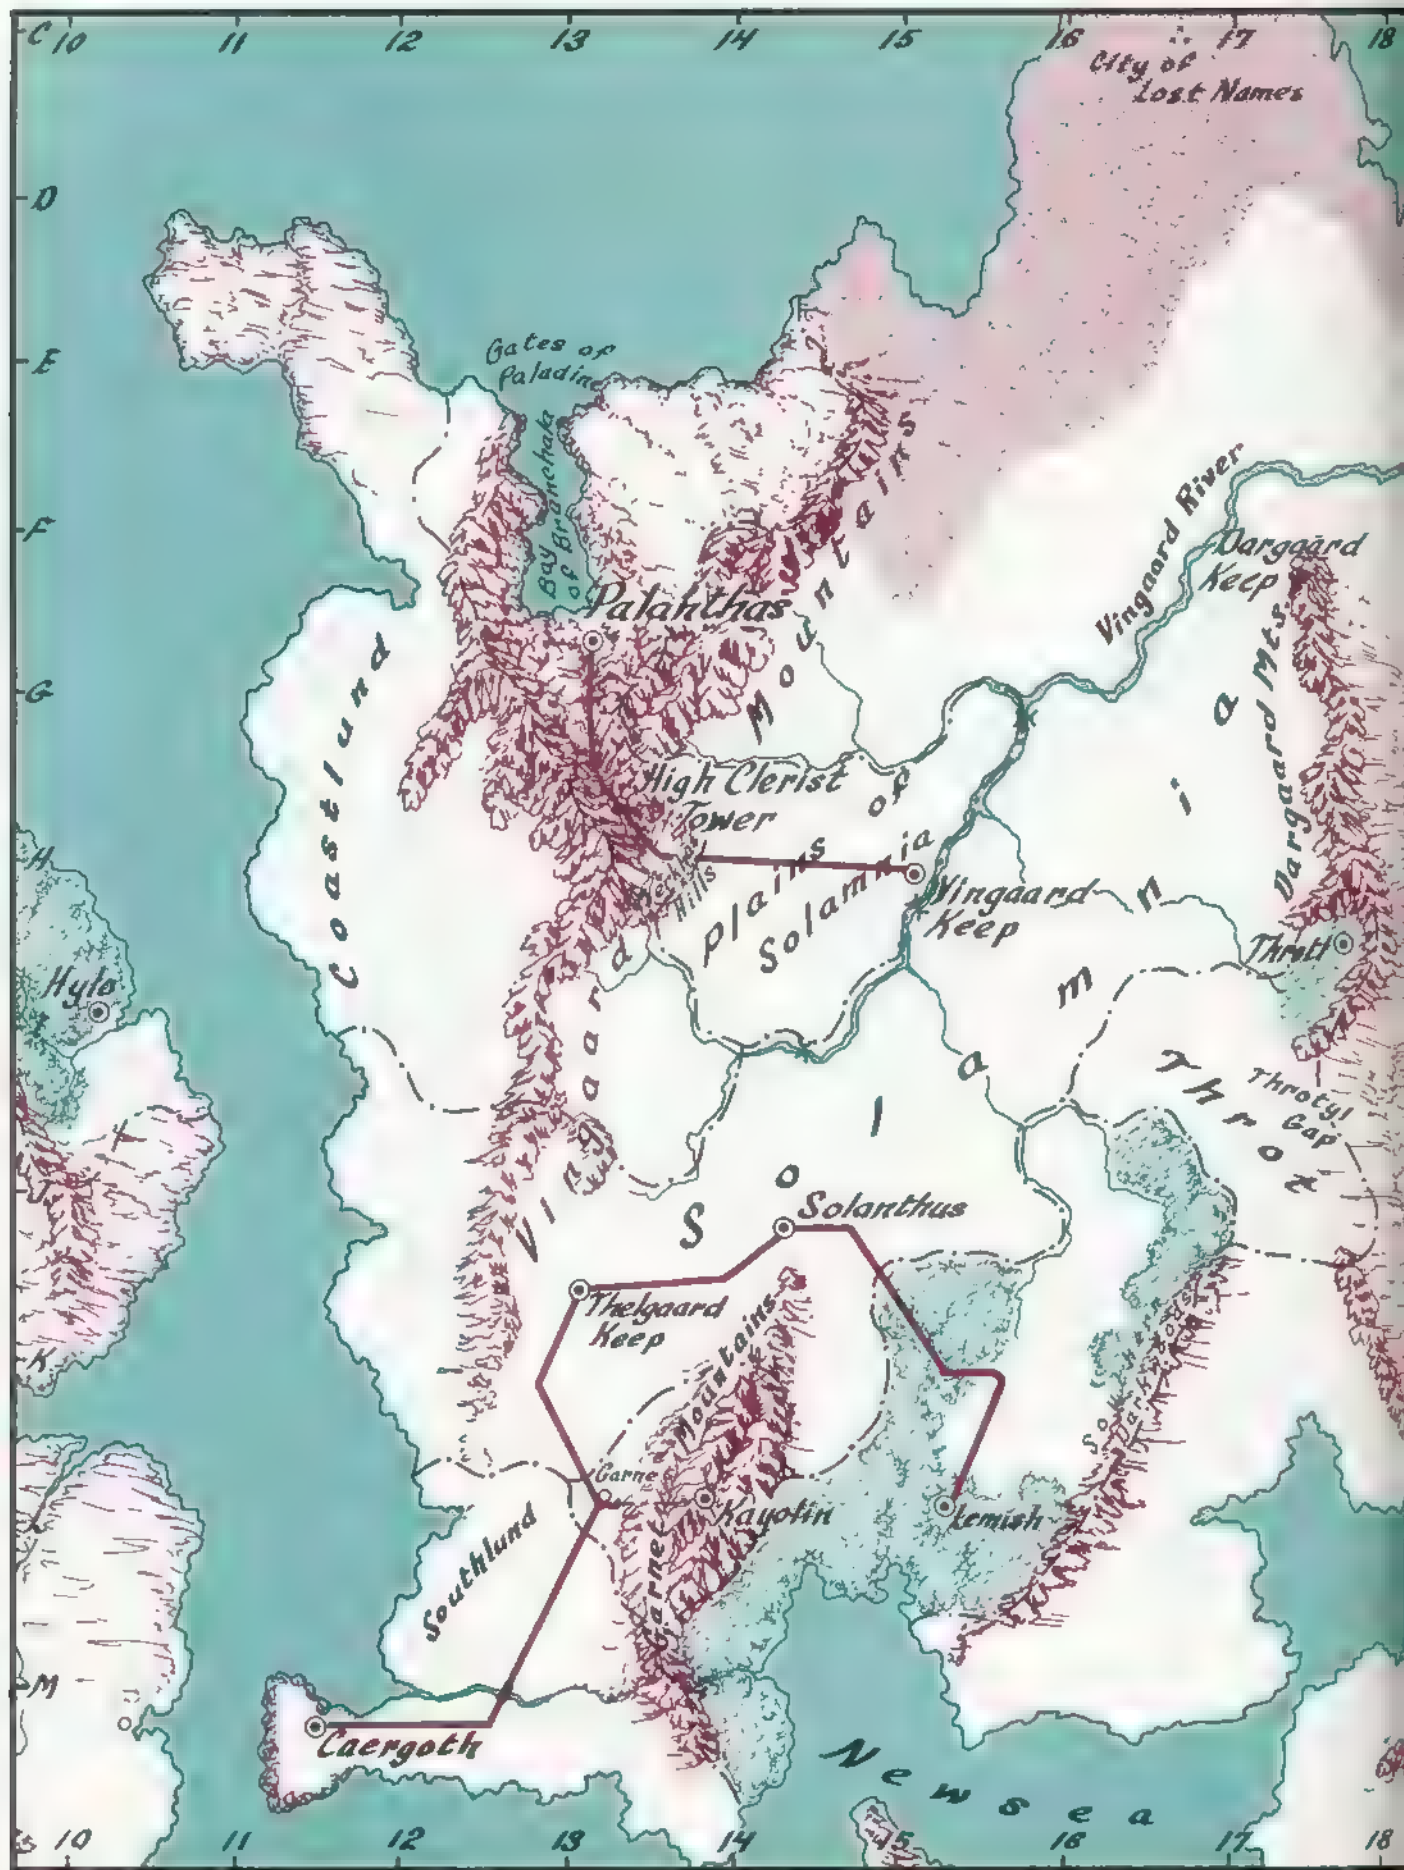 C 10 11 12 13 14 15 16 17 18
City of
Lost Names
D
E
Gates of
Paladine
Bay
of Branchala
F
Vingaard River
Dargaard
Keep
Palanthas
G
Coastlund
Mountains
Dargaard Mts.
High Clerist
Tower
of
H
Plains
Solamnia
Hills
Vingaard
Keep
Throtl
Hylo
I
Vingaard
Solamnia
Throt
Throtyl
Gap
J
Solanthus
Thelgaard
Keep
K
Garnet Mountains
Garne
Kayolin
Lemish
Southlund
M
Caergoth
Newsea
10 11 12 13 14 15 16 17 18